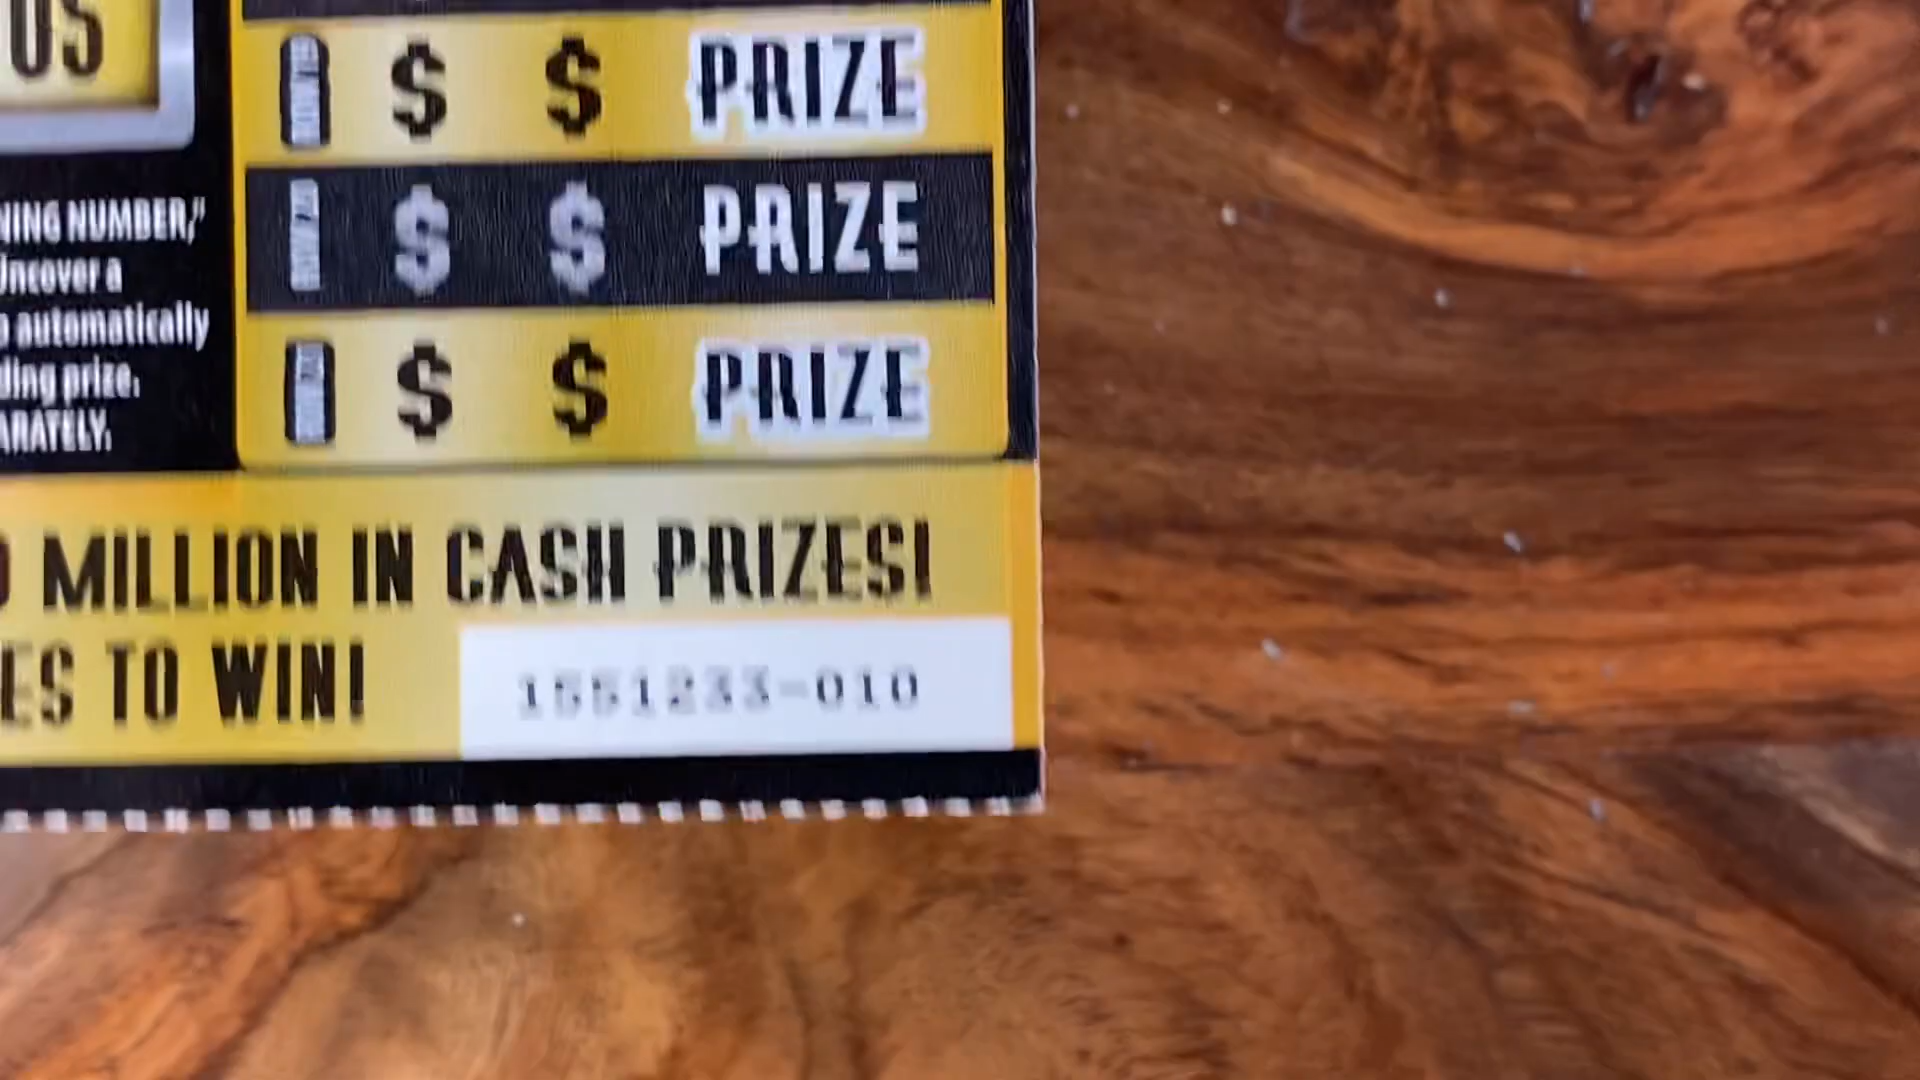 US
$ $ PRIZE
NING NUMBER,"
Uncover a
$ $ PRIZE
automatically
ding prize.
$ $ PRIZE
ARATELY.
MILLION IN CASH PRIZES!
ES TO WIN!
1551233-010